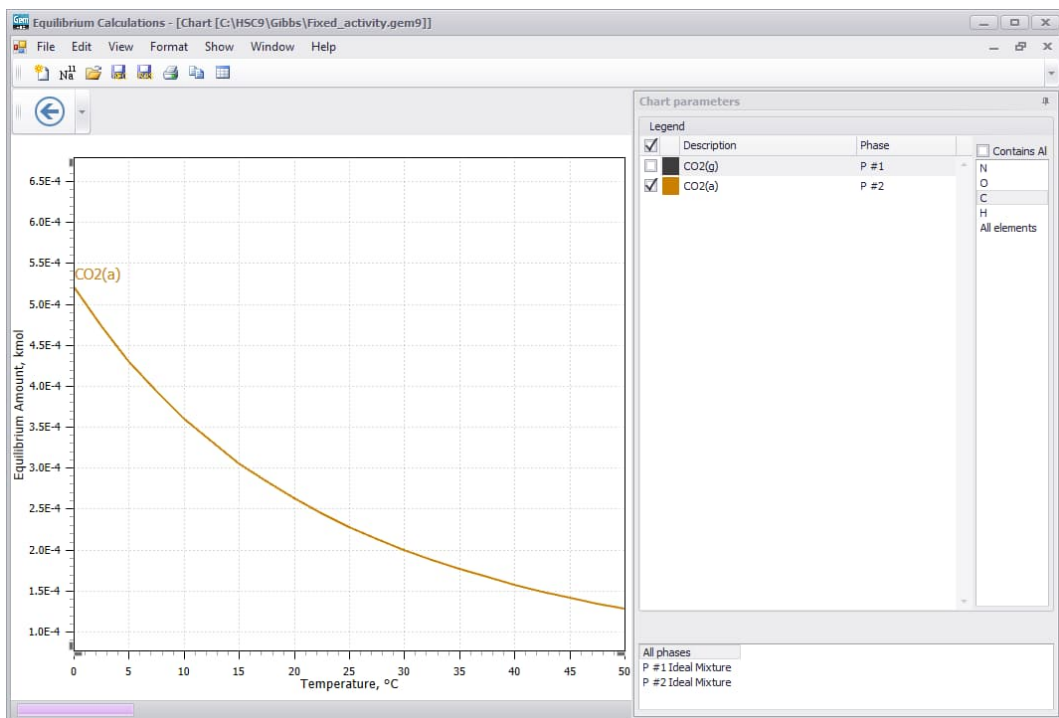 Gem Equilibrium Calculations - [Chart [C:\HSC9\Gibbs\Fixed_activity.gem9]]
File Edit View Format Show Window Help
Na 11
Chart parameters
Legend
Description Phase
CO2(g) P #1
CO2(a) P #2
Contains Al
N
O
C
H
All elements
6.5E-4
6.0E-4
5.5E-4
CO2(a)
5.0E-4
4.5E-4
4.0E-4
3.5E-4
3.0E-4
2.5E-4
2.0E-4
1.5E-4
1.0E-4
Equilibrium Amount, kmol
0 5 10 15 20 25 30 35 40 45 50
Temperature, ºC
All phases
P #1 Ideal Mixture
P #2 Ideal Mixture